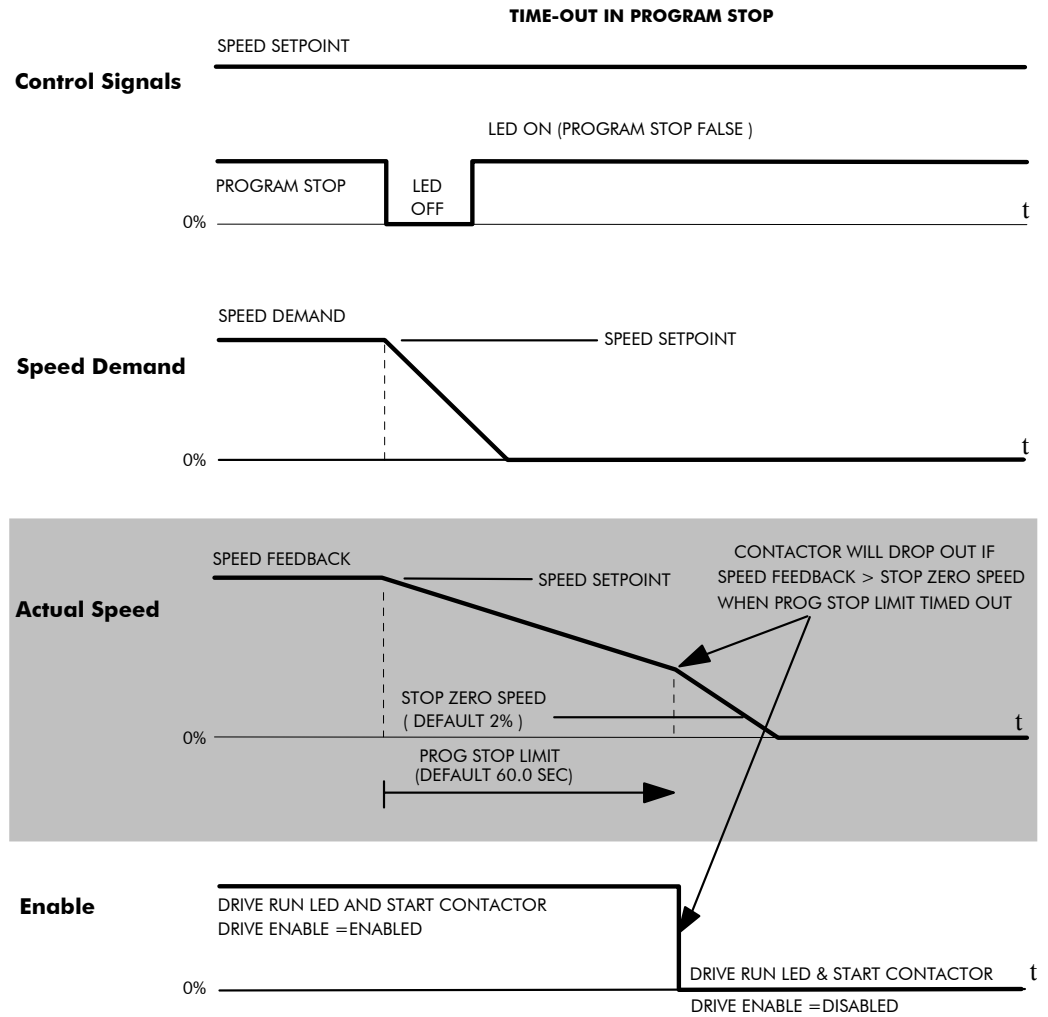 TIME-OUT IN PROGRAM STOP
SPEED SETPOINT
Control Signals
LED ON (PROGRAM STOP FALSE )
PROGRAM STOP
LED
OFF
0%
t
SPEED DEMAND
SPEED SETPOINT
Speed Demand
0%
t
SPEED FEEDBACK
SPEED SETPOINT
CONTACTOR WILL DROP OUT IF
SPEED FEEDBACK > STOP ZERO SPEED
WHEN PROG STOP LIMIT TIMED OUT
Actual Speed
STOP ZERO SPEED
( DEFAULT 2% )
0%
t
PROG STOP LIMIT
(DEFAULT 60.0 SEC)
Enable
DRIVE RUN LED AND START CONTACTOR
DRIVE ENABLE =ENABLED
DRIVE RUN LED & START CONTACTOR
t
0%
DRIVE ENABLE =DISABLED